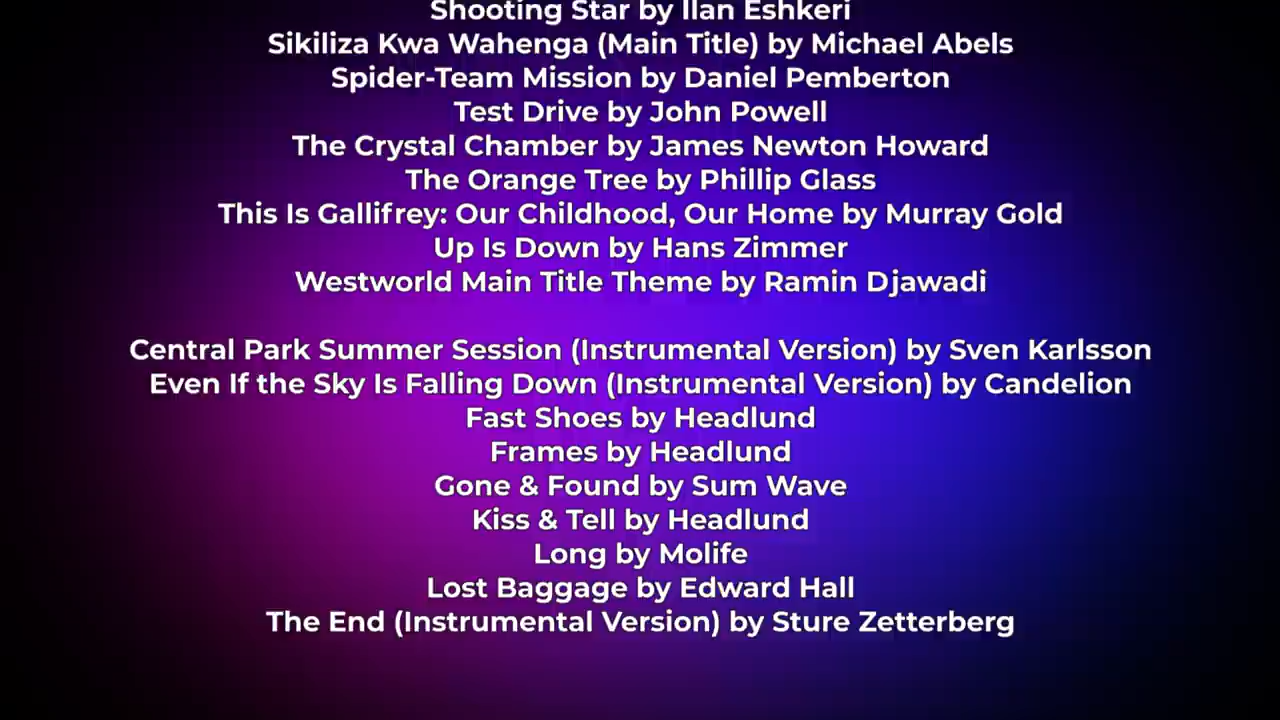 Shooting Star by Ilan Eshkeri
Sikiliza Kwa Wahenga (Main Title) by Michael Abels
Spider-Team Mission by Daniel Pemberton
Test Drive by John Powell
The Crystal Chamber by James Newton Howard
The Orange Tree by Phillip Glass
This Is Gallifrey: Our Childhood, Our Home by Murray Gold
Up Is Down by Hans Zimmer
Westworld Main Title Theme by Ramin Djawadi
Central Park Summer Session (Instrumental Version) by Sven Karlsson
Even If the Sky Is Falling Down (Instrumental Version) by Candelion
Fast Shoes by Headlund
Frames by Headlund
Gone & Found by Sum Wave
Kiss & Tell by Headlund
Long by Molife
Lost Baggage by Edward Hall
The End (Instrumental Version) by Sture Zetterberg